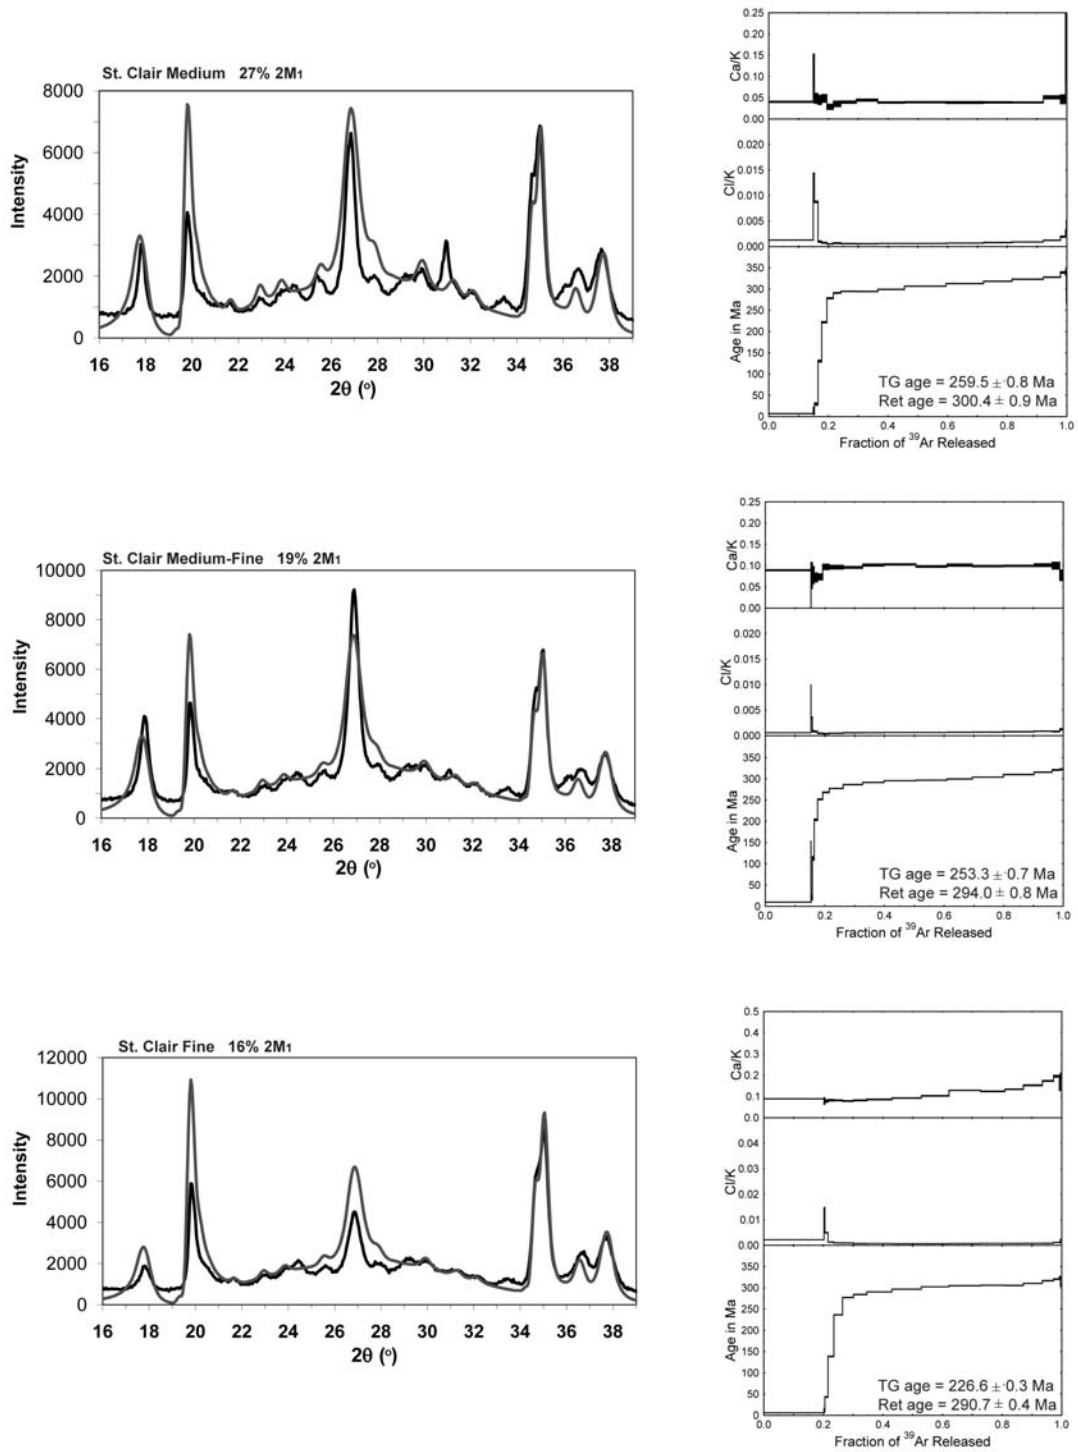 St. Clair Medium 27% 2M1
8000
6000
4000
2000
0
Intensity
16 18 20 22 24 26 28 30 32 34 36 38
2θ (º)
0.25
0.20
0.15
0.10
0.05
0.00
Ca/K
0.020
0.015
0.010
0.005
0.000
Cl/K
350
300
250
200
150
100
50
0
Age in Ma
TG age = 259.5 ± 0.8 Ma
Ret age = 300.4 ± 0.9 Ma
0.0 0.2 0.4 0.6 0.8 1.0
Fraction of 39Ar Released
St. Clair Medium-Fine 19% 2M1
10000
8000
6000
4000
2000
0
Intensity
16 18 20 22 24 26 28 30 32 34 36 38
2θ (º)
0.25
0.20
0.15
0.10
0.05
0.00
Ca/K
0.020
0.015
0.010
0.005
0.000
Cl/K
350
300
250
200
150
100
50
0
Age in Ma
TG age = 253.3 ± 0.7 Ma
Ret age = 294.0 ± 0.8 Ma
0.0 0.2 0.4 0.6 0.8 1.0
Fraction of 39Ar Released
St. Clair Fine 16% 2M1
12000
10000
8000
6000
4000
2000
0
Intensity
16 18 20 22 24 26 28 30 32 34 36 38
2θ (º)
0.5
0.4
0.3
0.2
0.1
0.0
Ca/K
0.04
0.03
0.02
0.01
0.00
Cl/K
350
300
250
200
150
100
50
0
Age in Ma
TG age = 226.6 ± 0.3 Ma
Ret age = 290.7 ± 0.4 Ma
0.0 0.2 0.4 0.6 0.8 1.0
Fraction of 39Ar Released